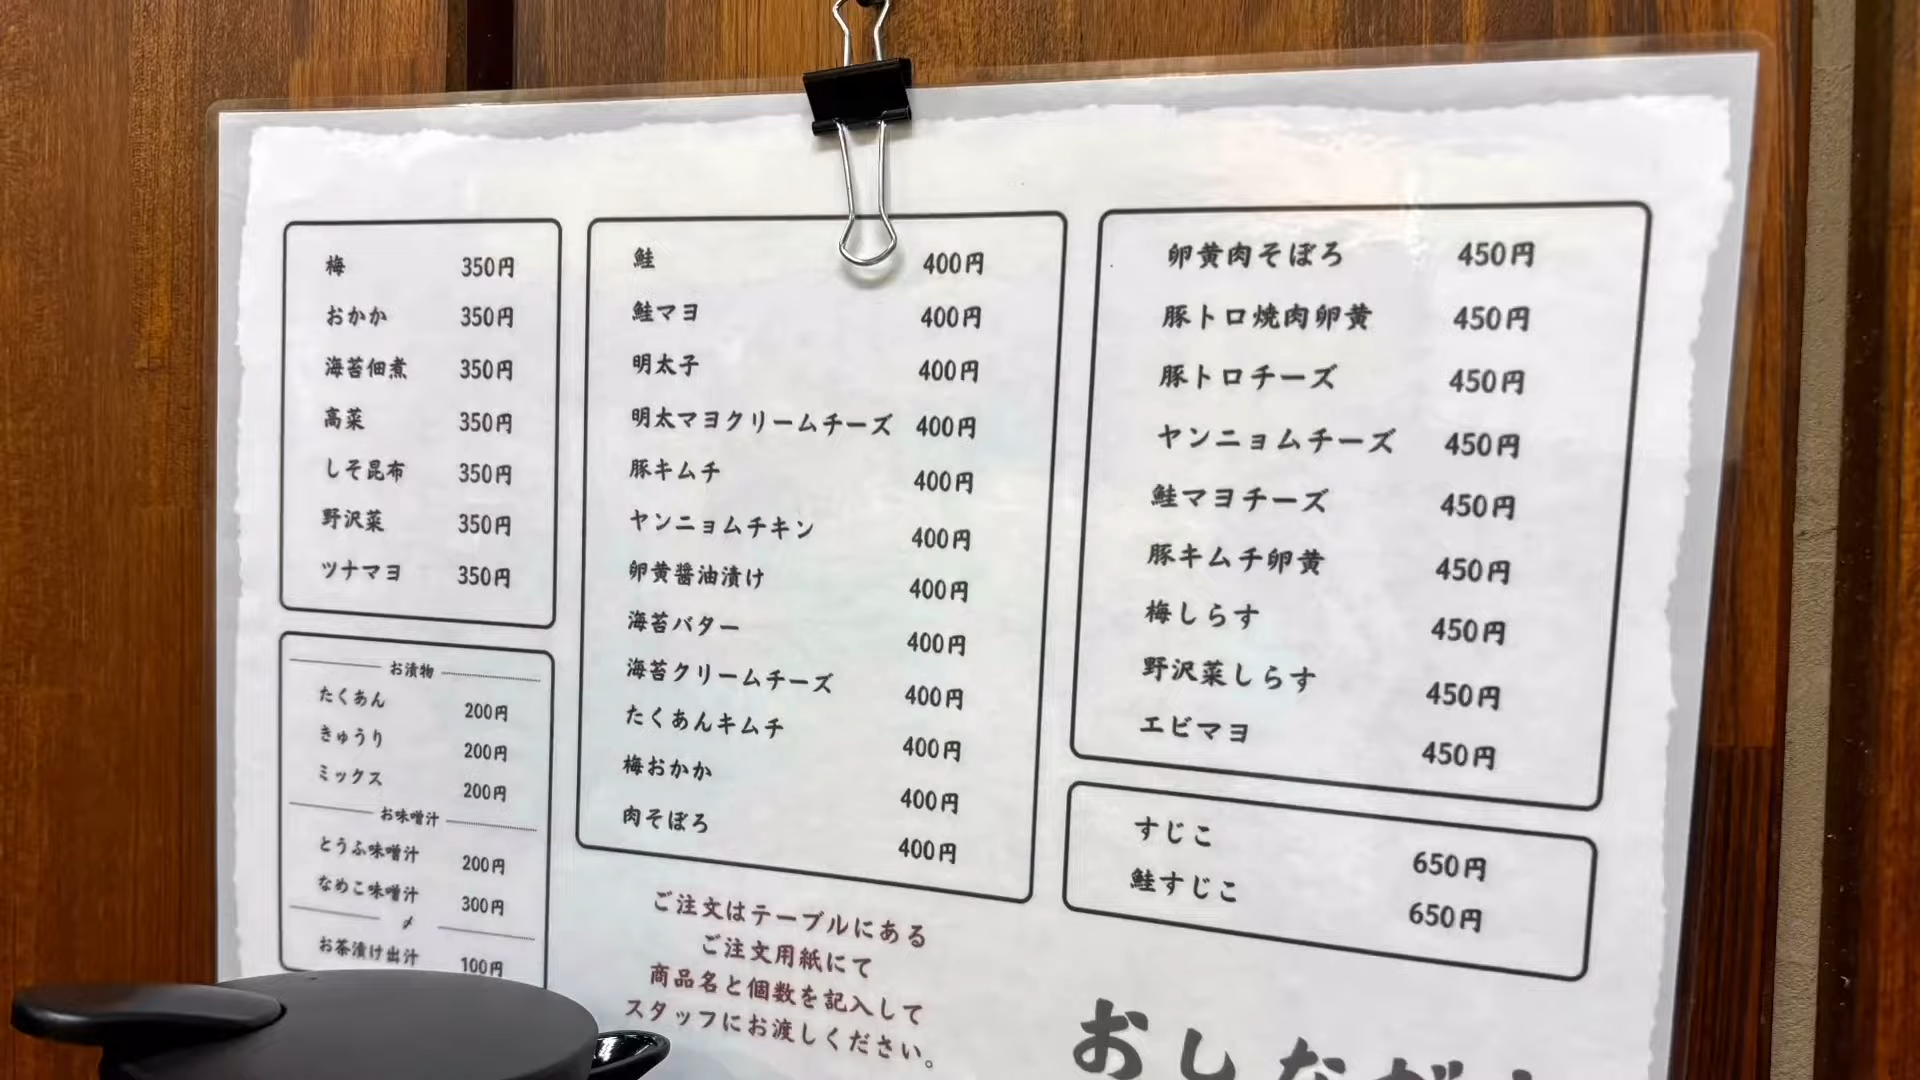 梅 350円
おかか 350円
海苔佃煮 350円
高菜 350円
しそ昆布 350円
野沢菜 350円
ツナマヨ 350円
お漬物
たくあん 200円
きゅうり 200円
ミックス 200円
お味噌汁
とうふ味噌汁 200円
なめこ味噌汁 300円
〆
お茶漬け出汁 100円
鮭 400円
鮭マヨ 400円
明太子 400円
明太マヨクリームチーズ 400円
豚キムチ 400円
ヤンニョムチキン 400円
卵黄醤油漬け 400円
海苔バター 400円
海苔クリームチーズ 400円
たくあんキムチ 400円
梅おかか 400円
肉そぼろ 400円
ご注文はテーブルにある
ご注文用紙にて
商品名と個数を記入して
スタッフにお渡しください。
卵黄肉そぼろ 450円
豚トロ焼肉卵黄 450円
豚トロチーズ 450円
ヤンニョムチーズ 450円
鮭マヨチーズ 450円
豚キムチ卵黄 450円
梅しらす 450円
野沢菜しらす 450円
エビマヨ 450円
すじこ 650円
鮭すじこ 650円
おしなが